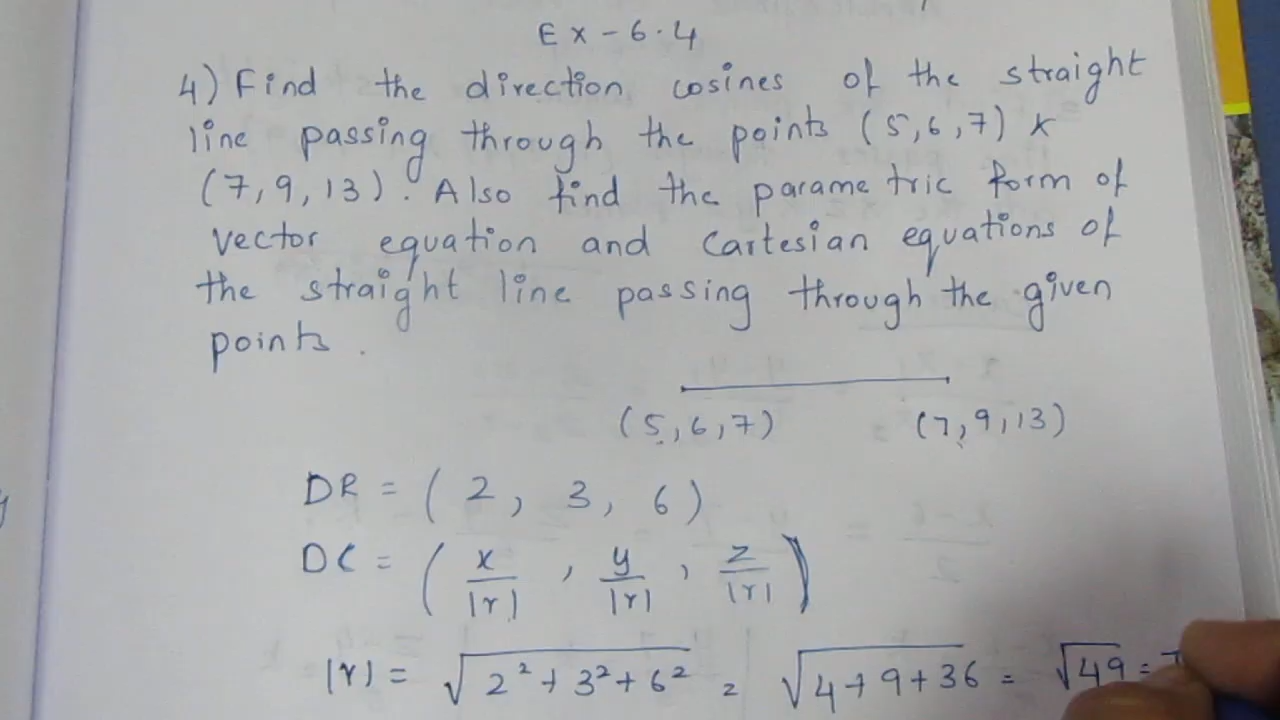 Ex - 6.4
4) Find the direction cosines of the straight
line passing through the points (5,6,7) &
(7,9,13). Also find the parametric form of
vector equation and cartesian equations of
the straight line passing through the given
points.
(5,6,7) (7,9,13)
DR = (2, 3, 6)
DC = (x/|r|, y/|r|, z/|r|)
|r| = √(2²+3²+6²) = √(4+9+36) = √49 =